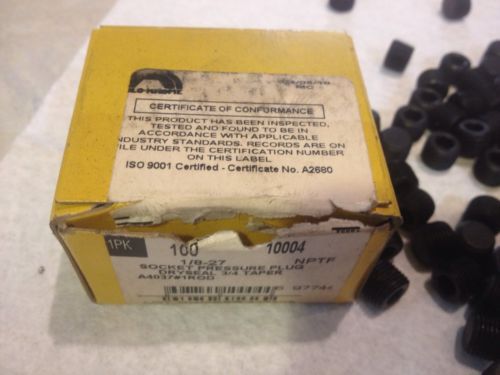 CERTIFICATE OF CONFORMANCE
THIS PRODUCT HAS BEEN INSPECTED,
TESTED AND FOUND TO BE IN
ACCORDANCE WITH APPLICABLE
INDUSTRY STANDARDS. RECORDS ARE ON
FILE UNDER THE CERTIFICATION NUMBER
ON THIS LABEL
ISO 9001 Certified - Certificate No. A2680
1PK 100 10004
1/8-27 NPTF
SOCKET PRESSURE PLUG
DRYSEAL 3/4 TAPER
A4037#1ROD